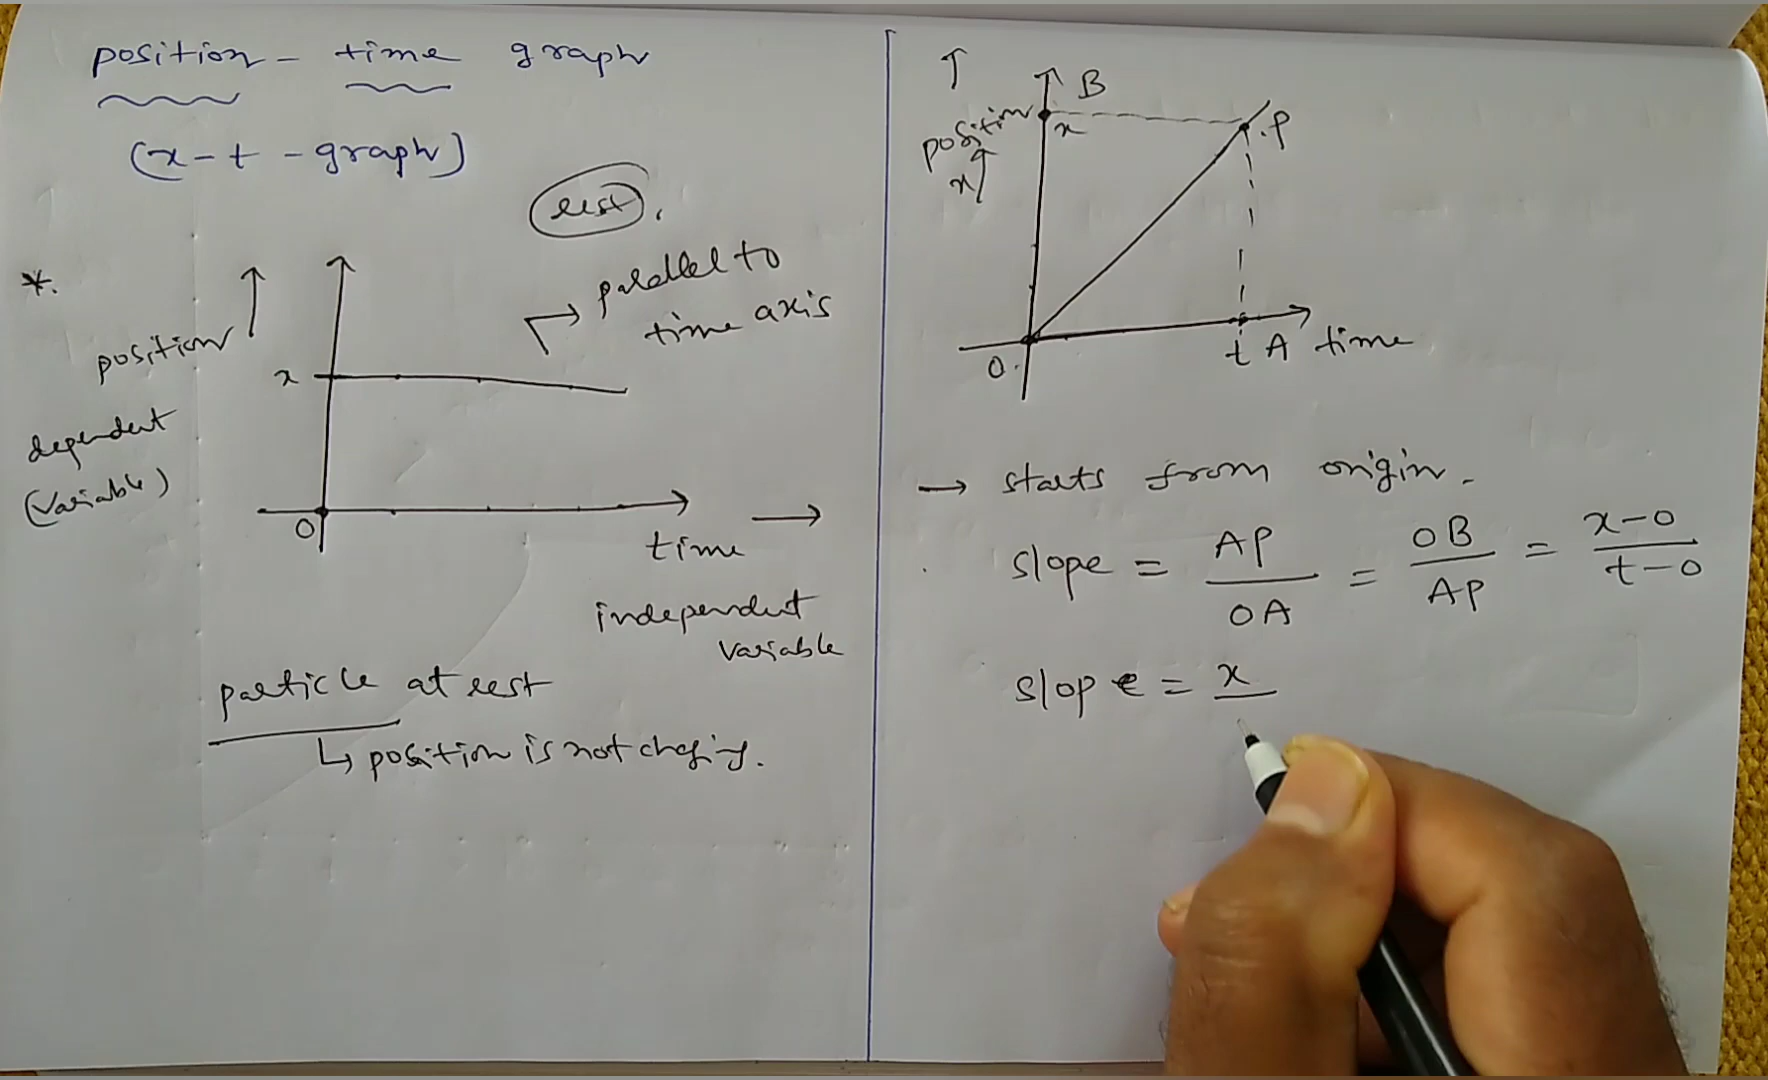 position - time graph
(x-t-graph)
rest.
*.
parallel to
time axis
position
x
dependent
(variable)
O
time
independent
variable
particle at rest
position is not
B
position
x
x
P
O
t A time
→ starts from origin.
slope = AP/OA = OB/AP = x-0/t-0
slope = x